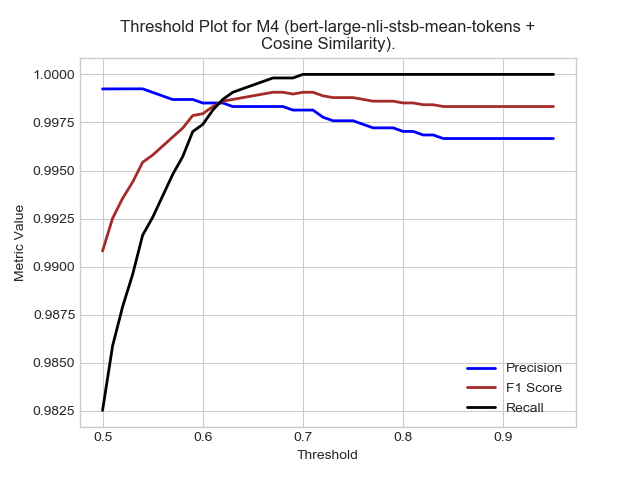 Threshold Plot for M4 (bert-large-nli-stsb-mean-tokens +
Cosine Similarity).
1.0000
0.9975
0.9950
0.9925
0.9900
0.9875
0.9850
0.9825
Metric Value
Precision
F1 Score
Recall
0.5 0.6 0.7 0.8 0.9
Threshold